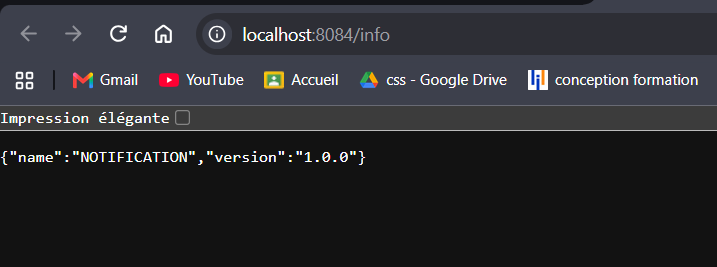 localhost:8084/info
Gmail YouTube Accueil css - Google Drive conception formation
Impression élégante
{"name":"NOTIFICATION","version":"1.0.0"}